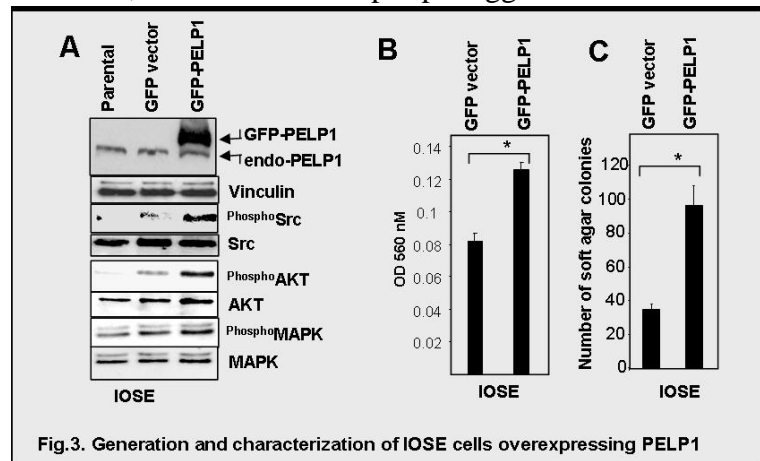 A
Parental
GFP vector
GFP-PELP1
GFP-PELP1
endo-PELP1
Vinculin
PhosphoSrc
Src
PhosphoAKT
AKT
PhosphoMAPK
MAPK
IOSE
B
GFP vector
GFP-PELP1
*
0.14
0.12
0.1
0.08
0.06
0.04
0.02
OD 560 nM
IOSE
C
GFP vector
GFP-PELP1
*
120
100
80
60
40
20
0
Number of soft agar colonies
IOSE
Fig.3. Generation and characterization of IOSE cells overexpressing PELP1